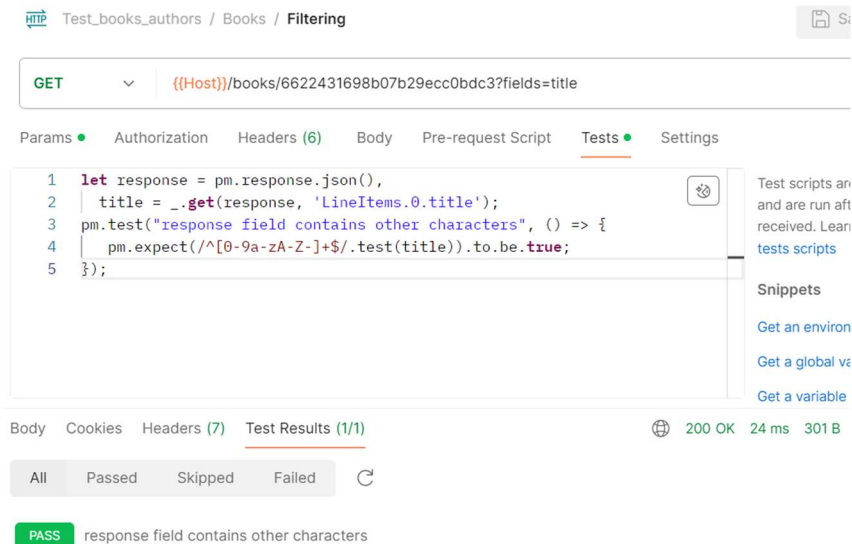 HTTP Test_books_authors / Books / Filtering
GET {{Host}}/books/6622431698b07b29ecc0bdc3?fields=title
Params Authorization Headers (6) Body Pre-request Script Tests Settings
1 let response = pm.response.json(),
2 title = _.get(response, 'LineItems.0.title');
3 pm.test("response field contains other characters", () => {
4 pm.expect(/^[0-9a-zA-Z-]+$/.test(title)).to.be.true;
5 });
Test scripts are
and are run aft
received. Lear
tests scripts
Snippets
Get an environ
Get a global va
Get a variable
Body Cookies Headers (7) Test Results (1/1) 200 OK 24 ms 301 B
All Passed Skipped Failed
PASS response field contains other characters